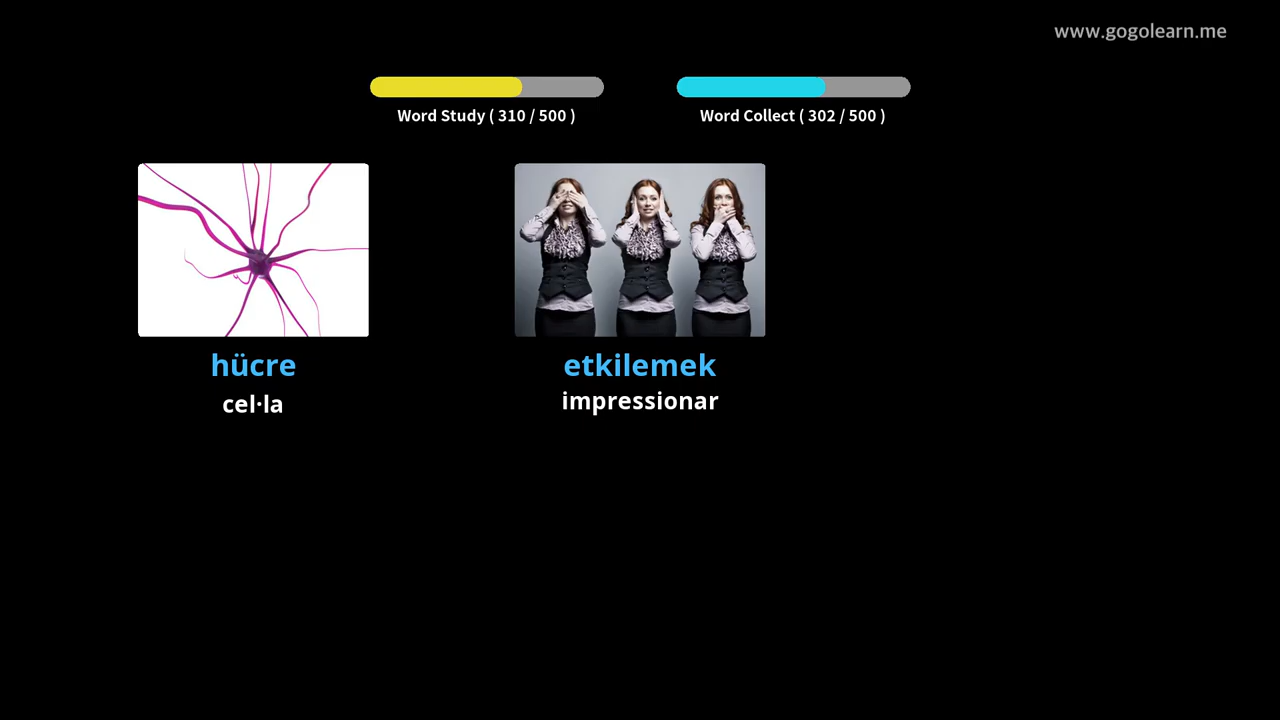 www.gogolearn.me
Word Study ( 310 / 500 )
Word Collect ( 302 / 500 )
hücre
cel·la
etkilemek
impressionar